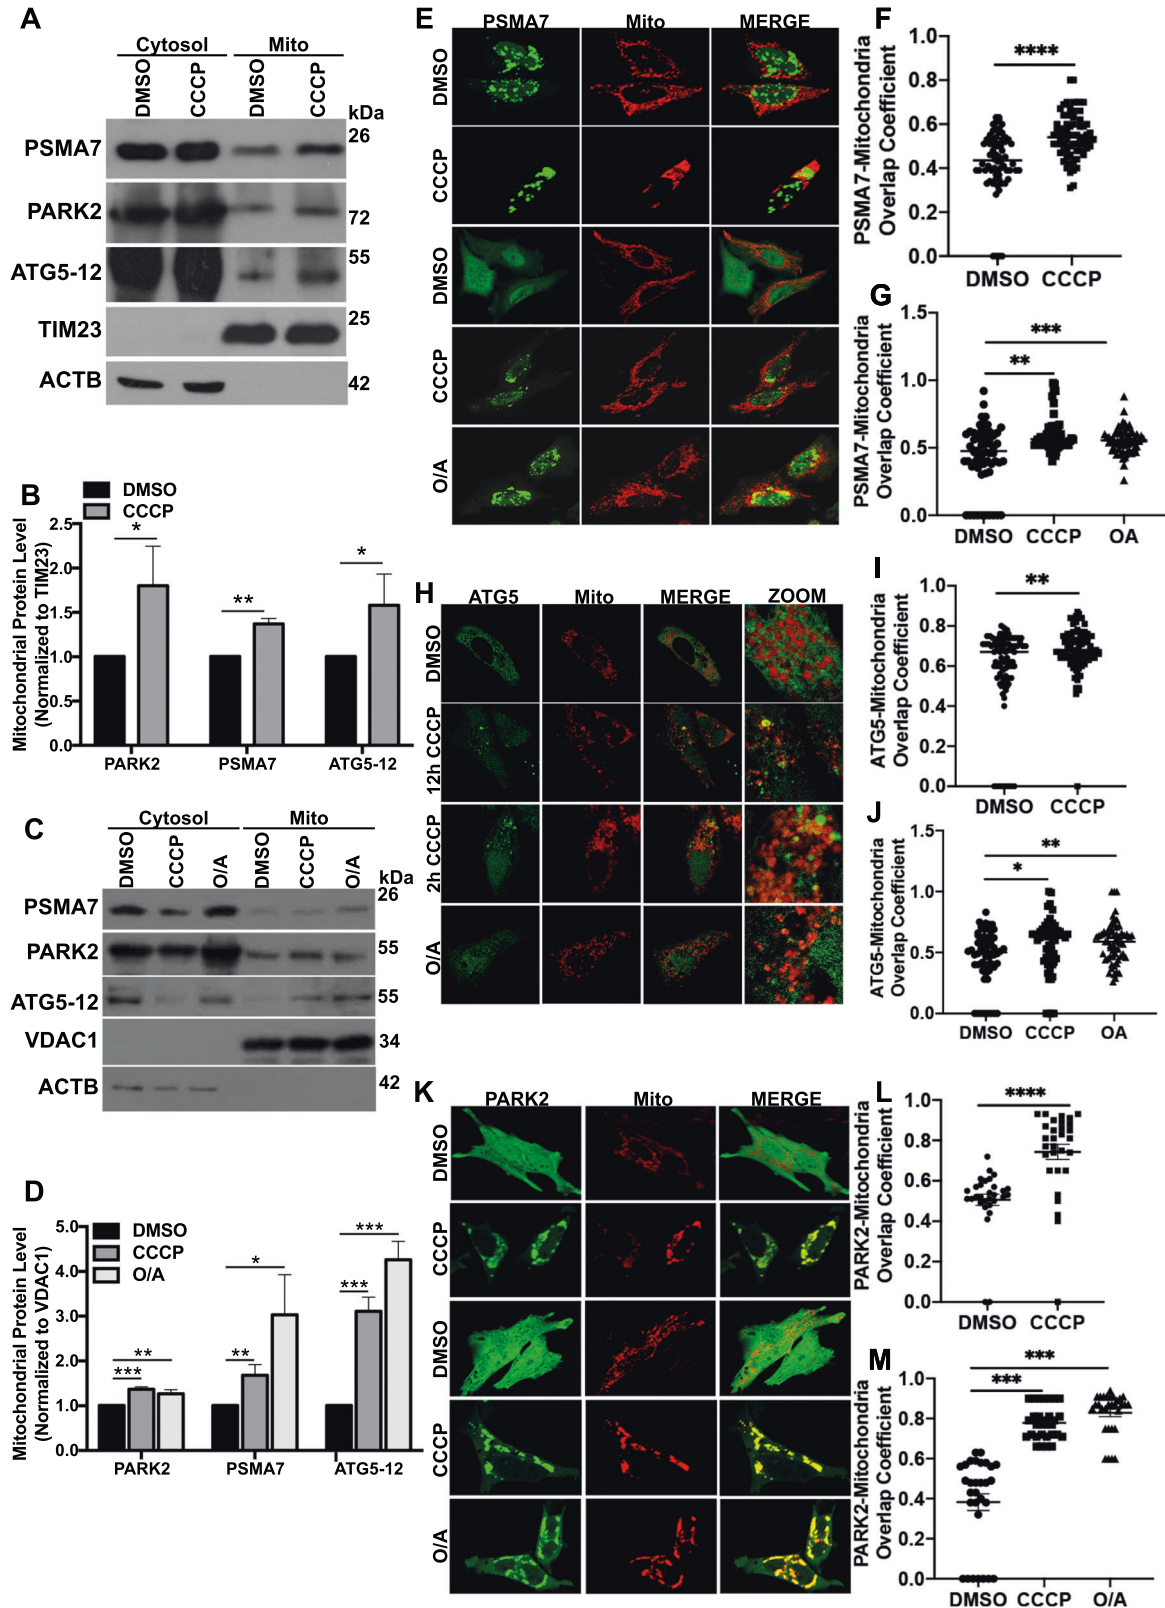 A
Cytosol Mito
DMSO CCCP DMSO CCCP
kDa
PSMA7 26
PARK2 72
ATG5-12 55
TIM23 25
ACTB 42
B
DMSO
CCCP
Mitochondrial Protein Level
(Normalized to TIM23)
2.5
2.0
1.5
1.0
0.5
0.0
* ** *
PARK2 PSMA7 ATG5-12
C
Cytosol Mito
DMSO CCCP O/A DMSO CCCP O/A
kDa
PSMA7 26
PARK2 55
ATG5-12 55
VDAC1 34
ACTB 42
D
DMSO
CCCP
O/A
Mitochondrial Protein Level
(Normalized to VDAC1)
5.0
4.0
3.0
2.0
1.0
0.0
*** ** ** * *** ***
PARK2 PSMA7 ATG5-12
E
PSMA7 Mito MERGE
DMSO
CCCP
DMSO
CCCP
O/A
F
PSMA7-Mitochondria
Overlap Coefficient
1.0
0.8
0.6
0.4
0.2
0.0
****
DMSO CCCP
G
PSMA7-Mitochondria
Overlap Coefficient
1.5
1.0
0.5
0.0
***
**
DMSO CCCP OA
H
ATG5 Mito MERGE ZOOM
DMSO
12h CCCP
2h CCCP
O/A
I
ATG5-Mitochondria
Overlap Coefficient
1.0
0.8
0.6
0.4
0.2
0.0
**
DMSO CCCP
J
ATG5-Mitochondria
Overlap Coefficient
1.5
1.0
0.5
0.0
**
*
DMSO CCCP OA
K
PARK2 Mito MERGE
DMSO
CCCP
DMSO
CCCP
O/A
L
PARK2-Mitochondria
Overlap Coefficient
1.0
0.8
0.6
0.4
0.2
0.0
****
DMSO CCCP
M
PARK2-Mitochondria
Overlap Coefficient
1.0
0.8
0.6
0.4
0.2
0.0
***
***
DMSO CCCP O/A